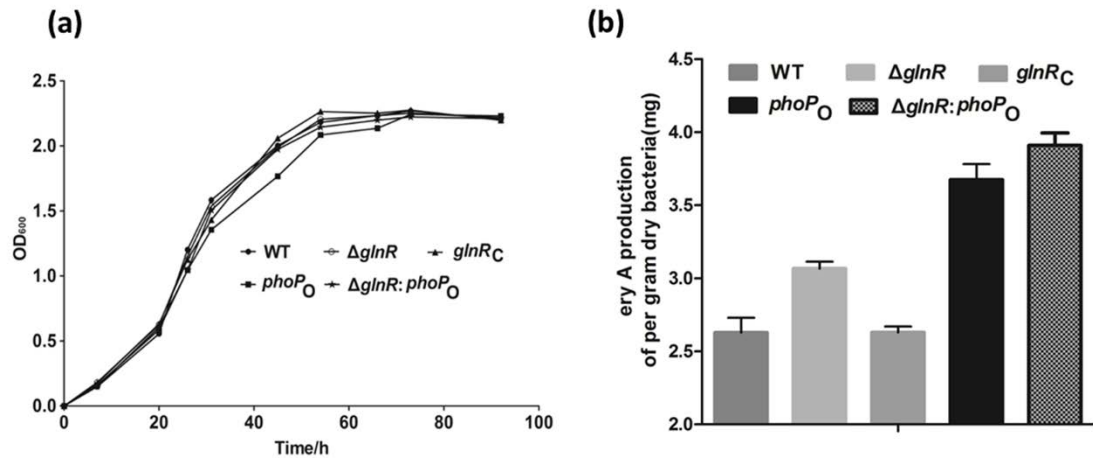 (a)
2.5
2.0
1.5
1.0
0.5
0.0
OD600
WT ΔglnR glnRC
phoPO ΔglnR:phoPO
0 20 40 60 80 100
Time/h
(b)
4.5
4.0
3.5
3.0
2.5
2.0
ery A production
of per gram dry bacteria(mg)
WT ΔglnR glnRC
phoPO ΔglnR:phoPO